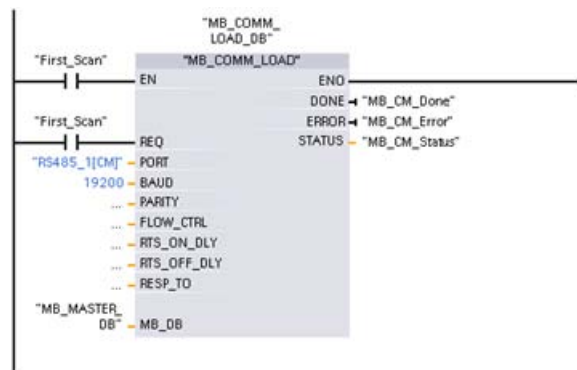 "MB_COMM_
LOAD_DB"
"First_Scan"
"MB_COMM_LOAD"
EN
ENO
DONE
"MB_CM_Done"
ERROR
"MB_CM_Error"
"First_Scan"
REQ
STATUS
"MB_CM_Status"
"RS485_1[CM]"
PORT
19200
BAUD
...
PARITY
...
FLOW_CTRL
...
RTS_ON_DLY
...
RTS_OFF_DLY
...
RESP_TO
"MB_MASTER_
DB"
MB_DB